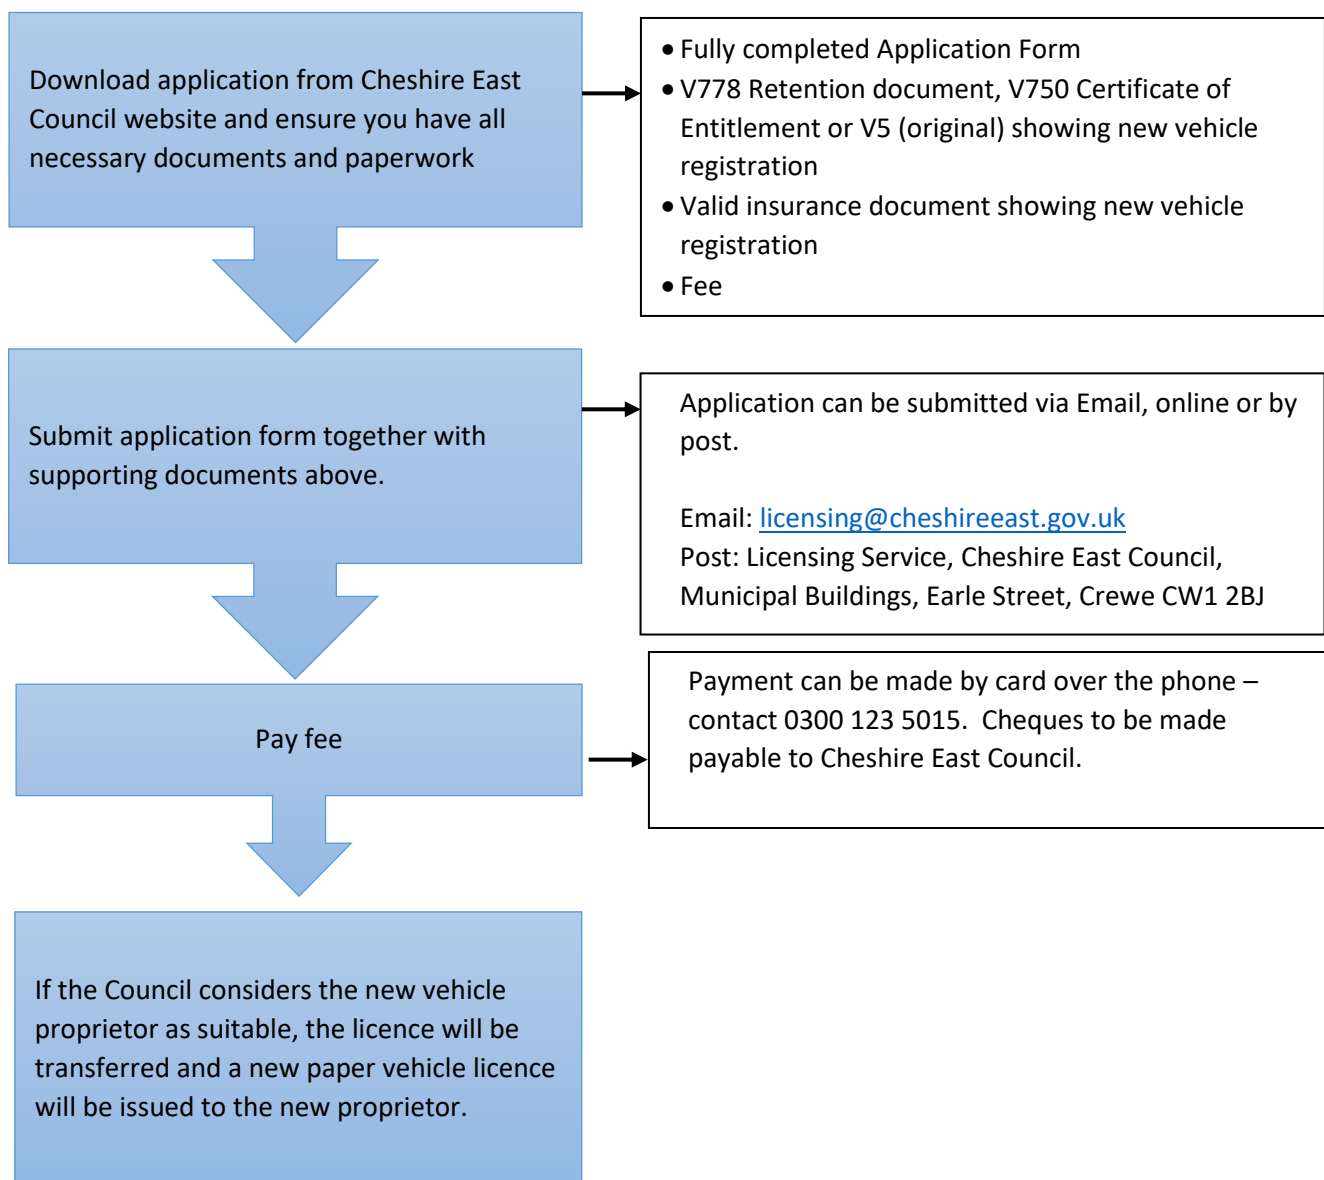 Download application from Cheshire East
Council website and ensure you have all
necessary documents and paperwork
• Fully completed Application Form
• V778 Retention document, V750 Certificate of
Entitlement or V5 (original) showing new vehicle
registration
• Valid insurance document showing new vehicle
registration
• Fee
Submit application form together with
supporting documents above.
Application can be submitted via Email, online or by
post.
Email: licensing@cheshireeast.gov.uk
Post: Licensing Service, Cheshire East Council,
Municipal Buildings, Earle Street, Crewe CW1 2BJ
Pay fee
Payment can be made by card over the phone –
contact 0300 123 5015.  Cheques to be made
payable to Cheshire East Council.
If the Council considers the new vehicle
proprietor as suitable, the licence will be
transferred and a new paper vehicle licence
will be issued to the new proprietor.